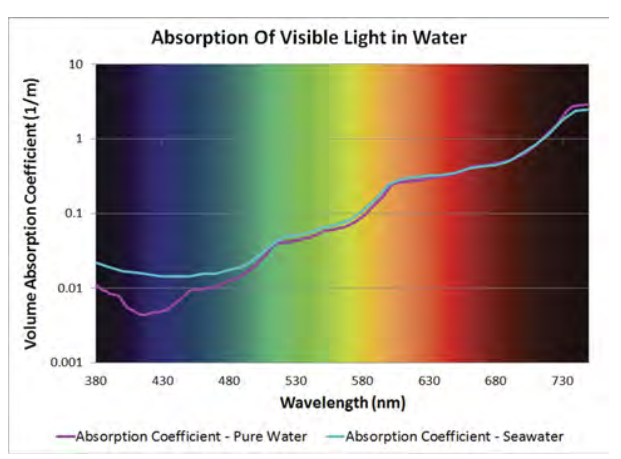 Absorption Of Visible Light in Water
Volume Absorption Coefficient (1/m)
10
1
0.1
0.01
0.001
380 430 480 530 580 630 680 730
Wavelength (nm)
Absorption Coefficient - Pure Water Absorption Coefficient - Seawater